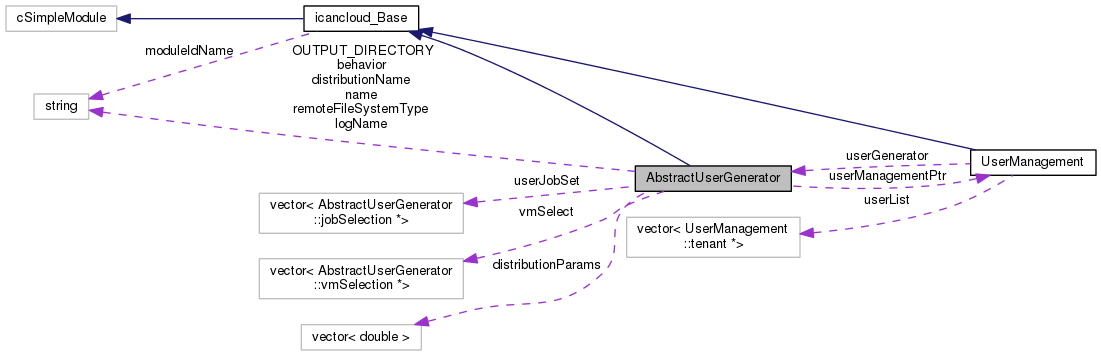 cSimpleModule
icancloud_Base
moduleIdName
OUTPUT_DIRECTORY
behavior
distributionName
name
remoteFileSystemType
logName
string
AbstractUserGenerator
userGenerator
userManagementPtr
UserManagement
userJobSet
userList
vector< AbstractUserGenerator
::jobSelection *>
vmSelect
vector< UserManagement
::tenant *>
vector< AbstractUserGenerator
::vmSelection *>
distributionParams
vector< double >